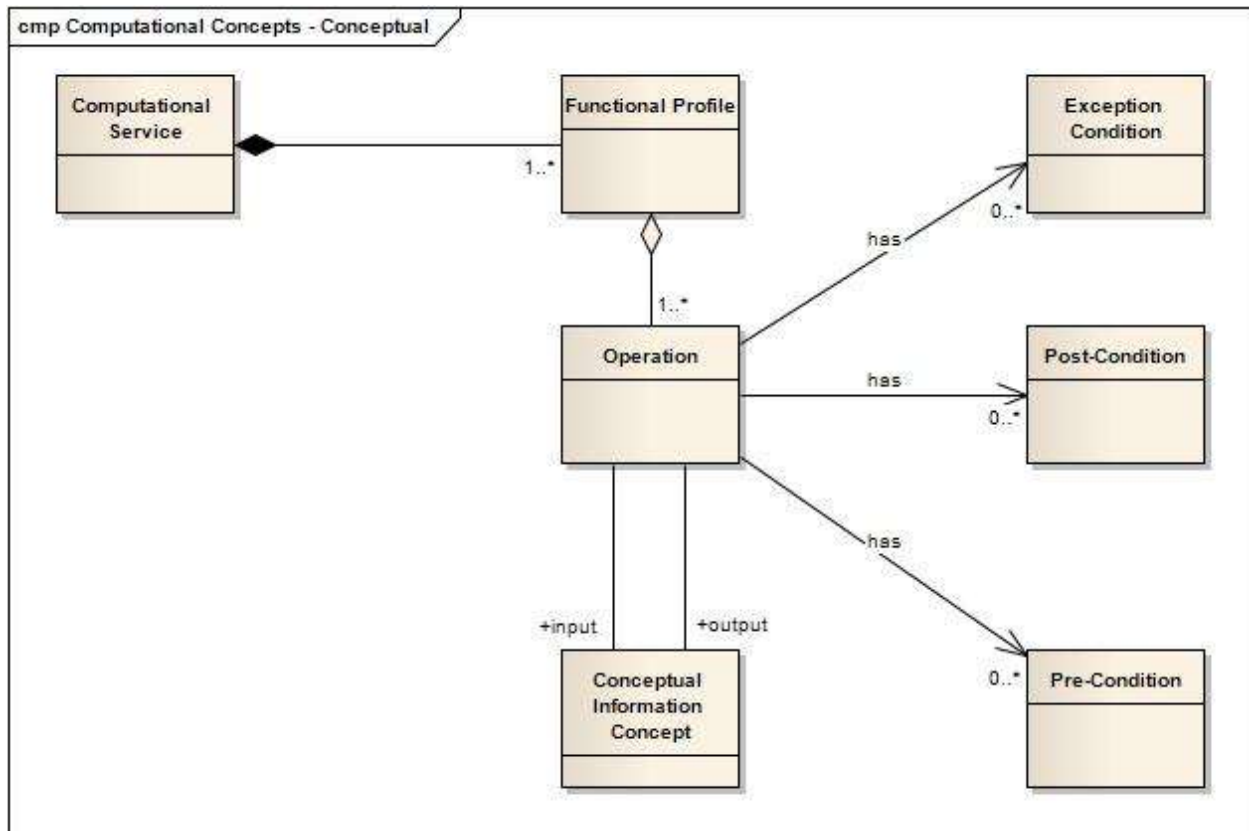 cmp Computational Concepts - Conceptual
Computational
Service
1..*
Functional Profile
1..*
Exception
Condition
0..*
has
Operation
has
0..*
Post-Condition
has
0..*
Pre-Condition
+input
+output
Conceptual
Information
Concept